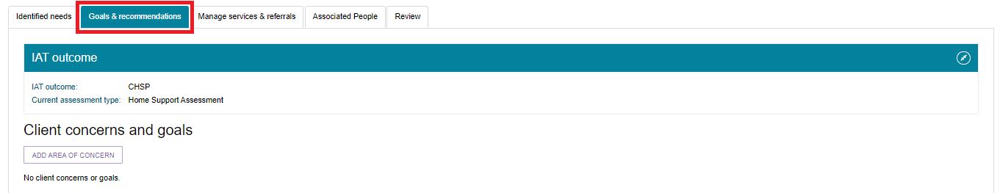 Identified needs Goals & recommendations Manage services & referrals Associated People Review
IAT outcome
IAT outcome: CHSP
Current assessment type: Home Support Assessment
Client concerns and goals
ADD AREA OF CONCERN
No client concerns or goals.